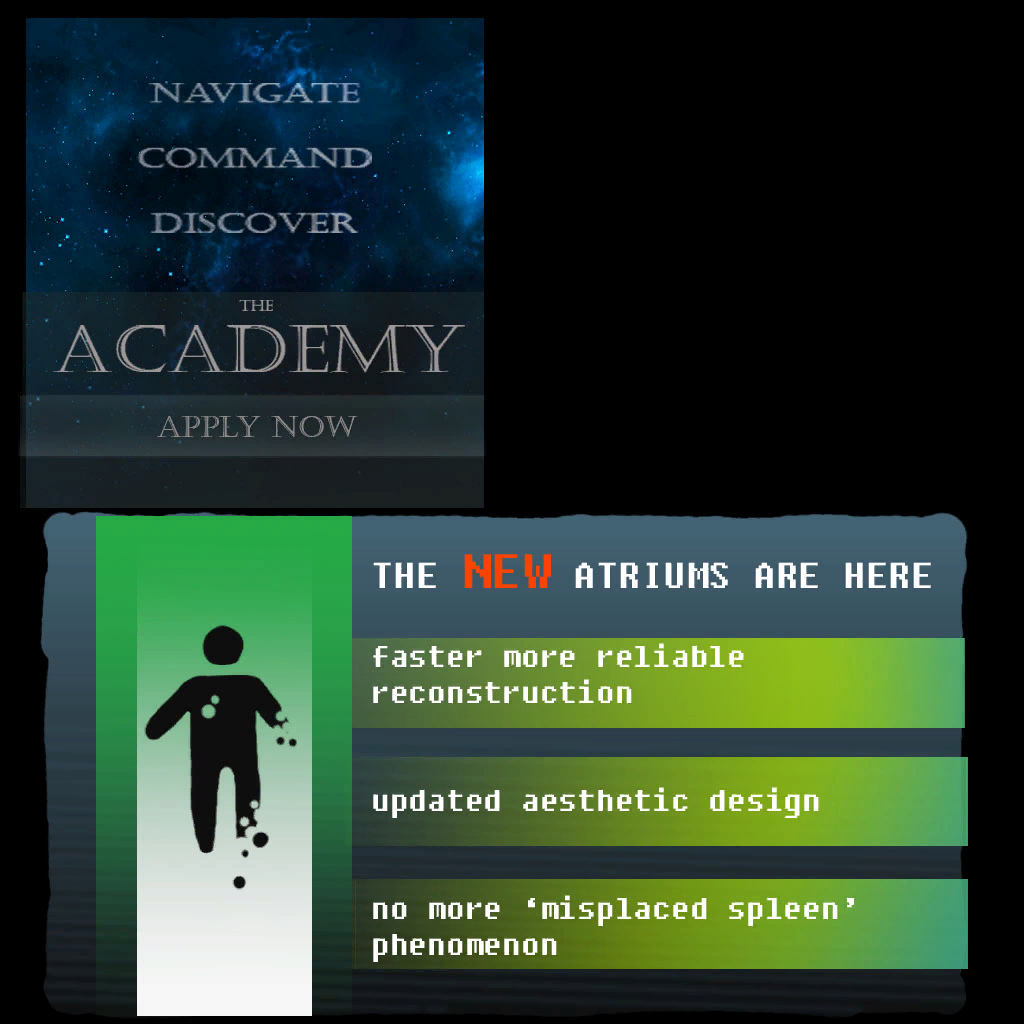 NAVIGATE
COMMAND
DISCOVER
THE
ACADEMY
APPLY NOW
THE NEW ATRIUMS ARE HERE
faster more reliable
reconstruction
updated aesthetic design
no more ‘misplaced spleen’
phenomenon